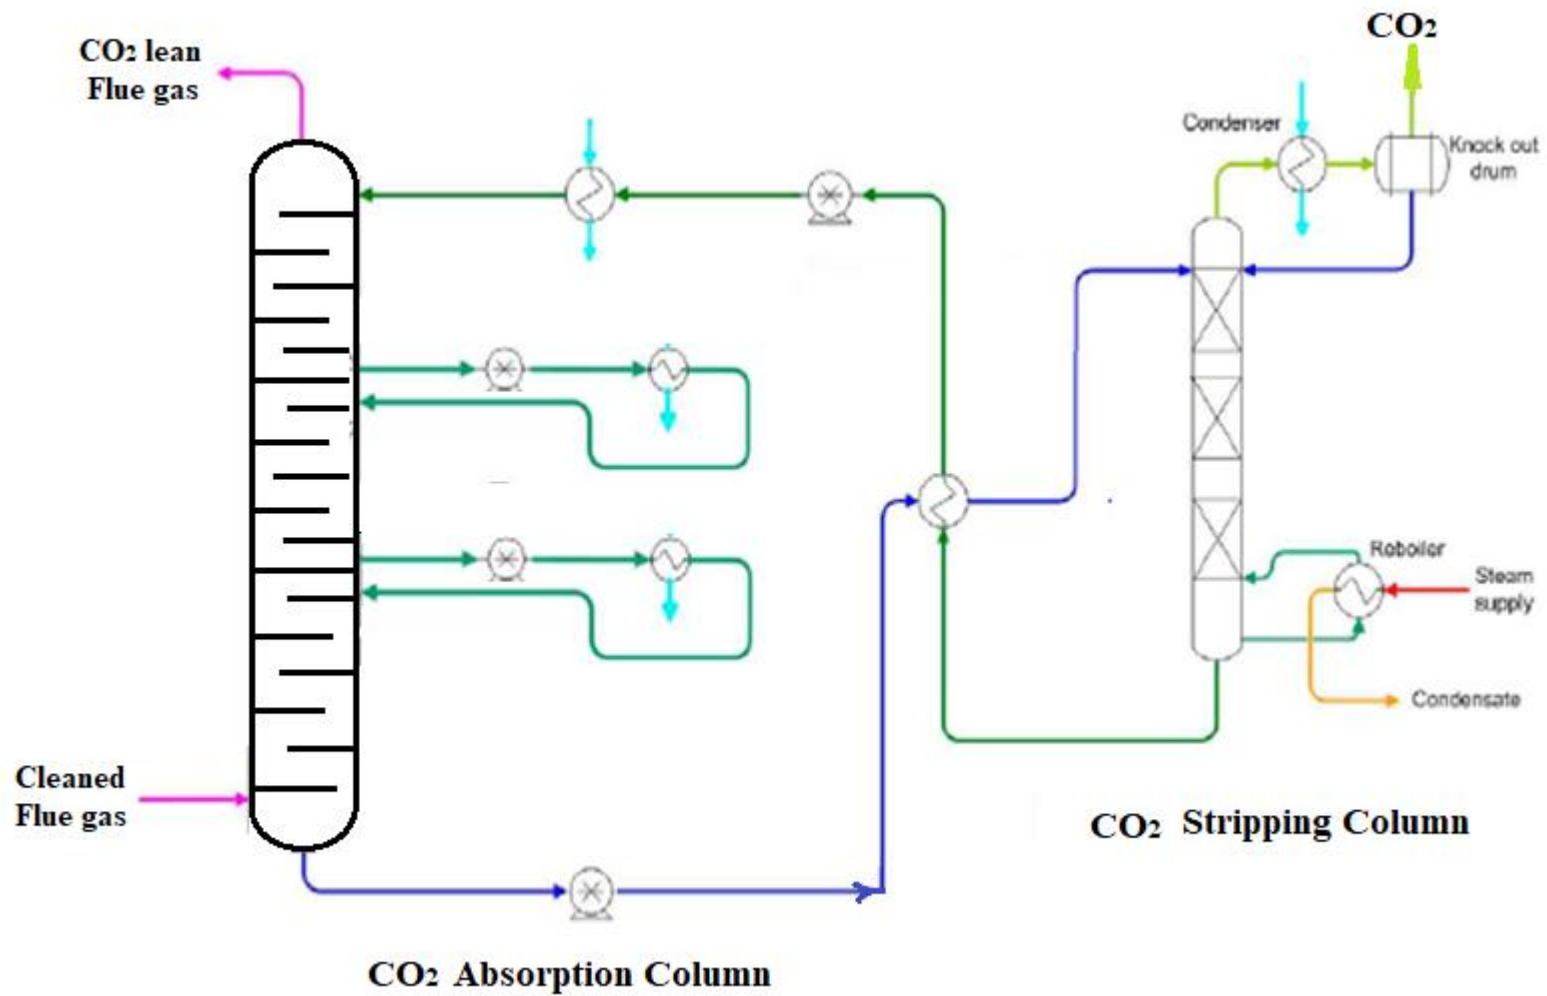 CO2
CO2 lean
Flue gas
Condenser
Knock out
drum
Reboiler
Steam
supply
Condensate
Cleaned
Flue gas
CO2 Stripping Column
CO2 Absorption Column